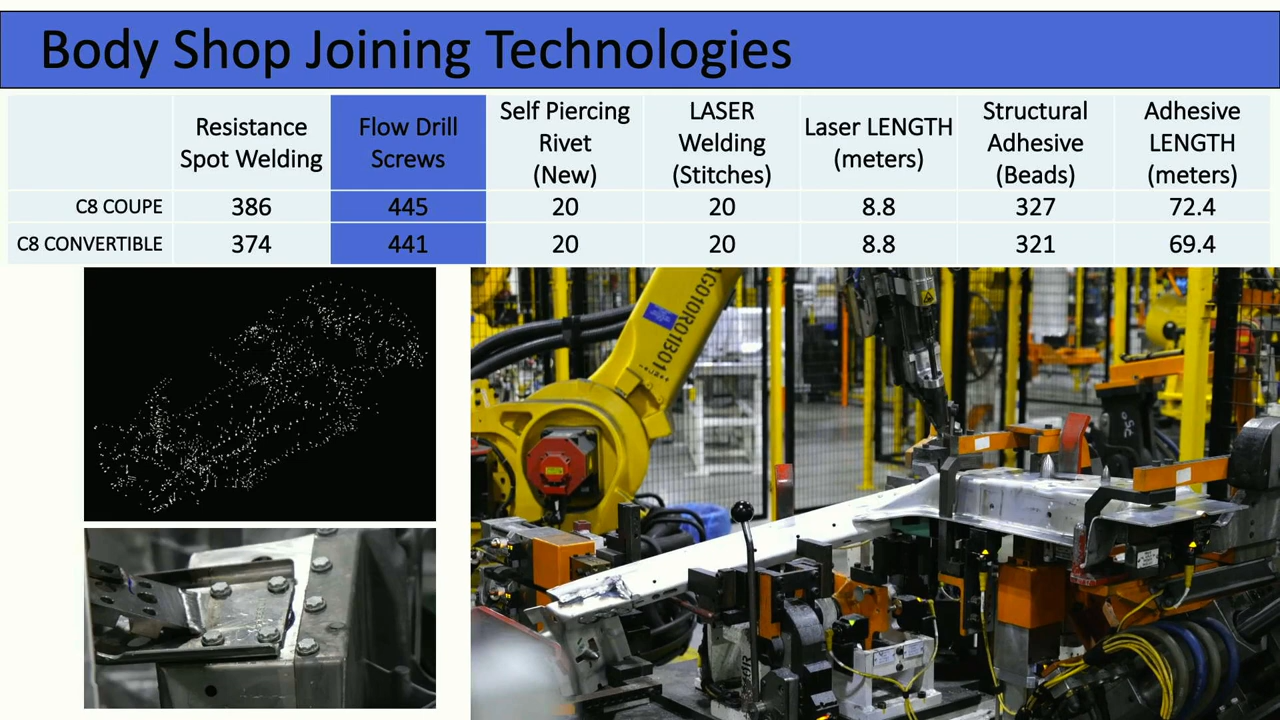 Body Shop Joining Technologies
Resistance Spot Welding
Flow Drill Screws
Self Piercing Rivet (New)
LASER Welding (Stitches)
Laser LENGTH (meters)
Structural Adhesive (Beads)
Adhesive LENGTH (meters)
C8 COUPE 386 445 20 20 8.8 327 72.4
C8 CONVERTIBLE 374 441 20 20 8.8 321 69.4
1G010R01B01